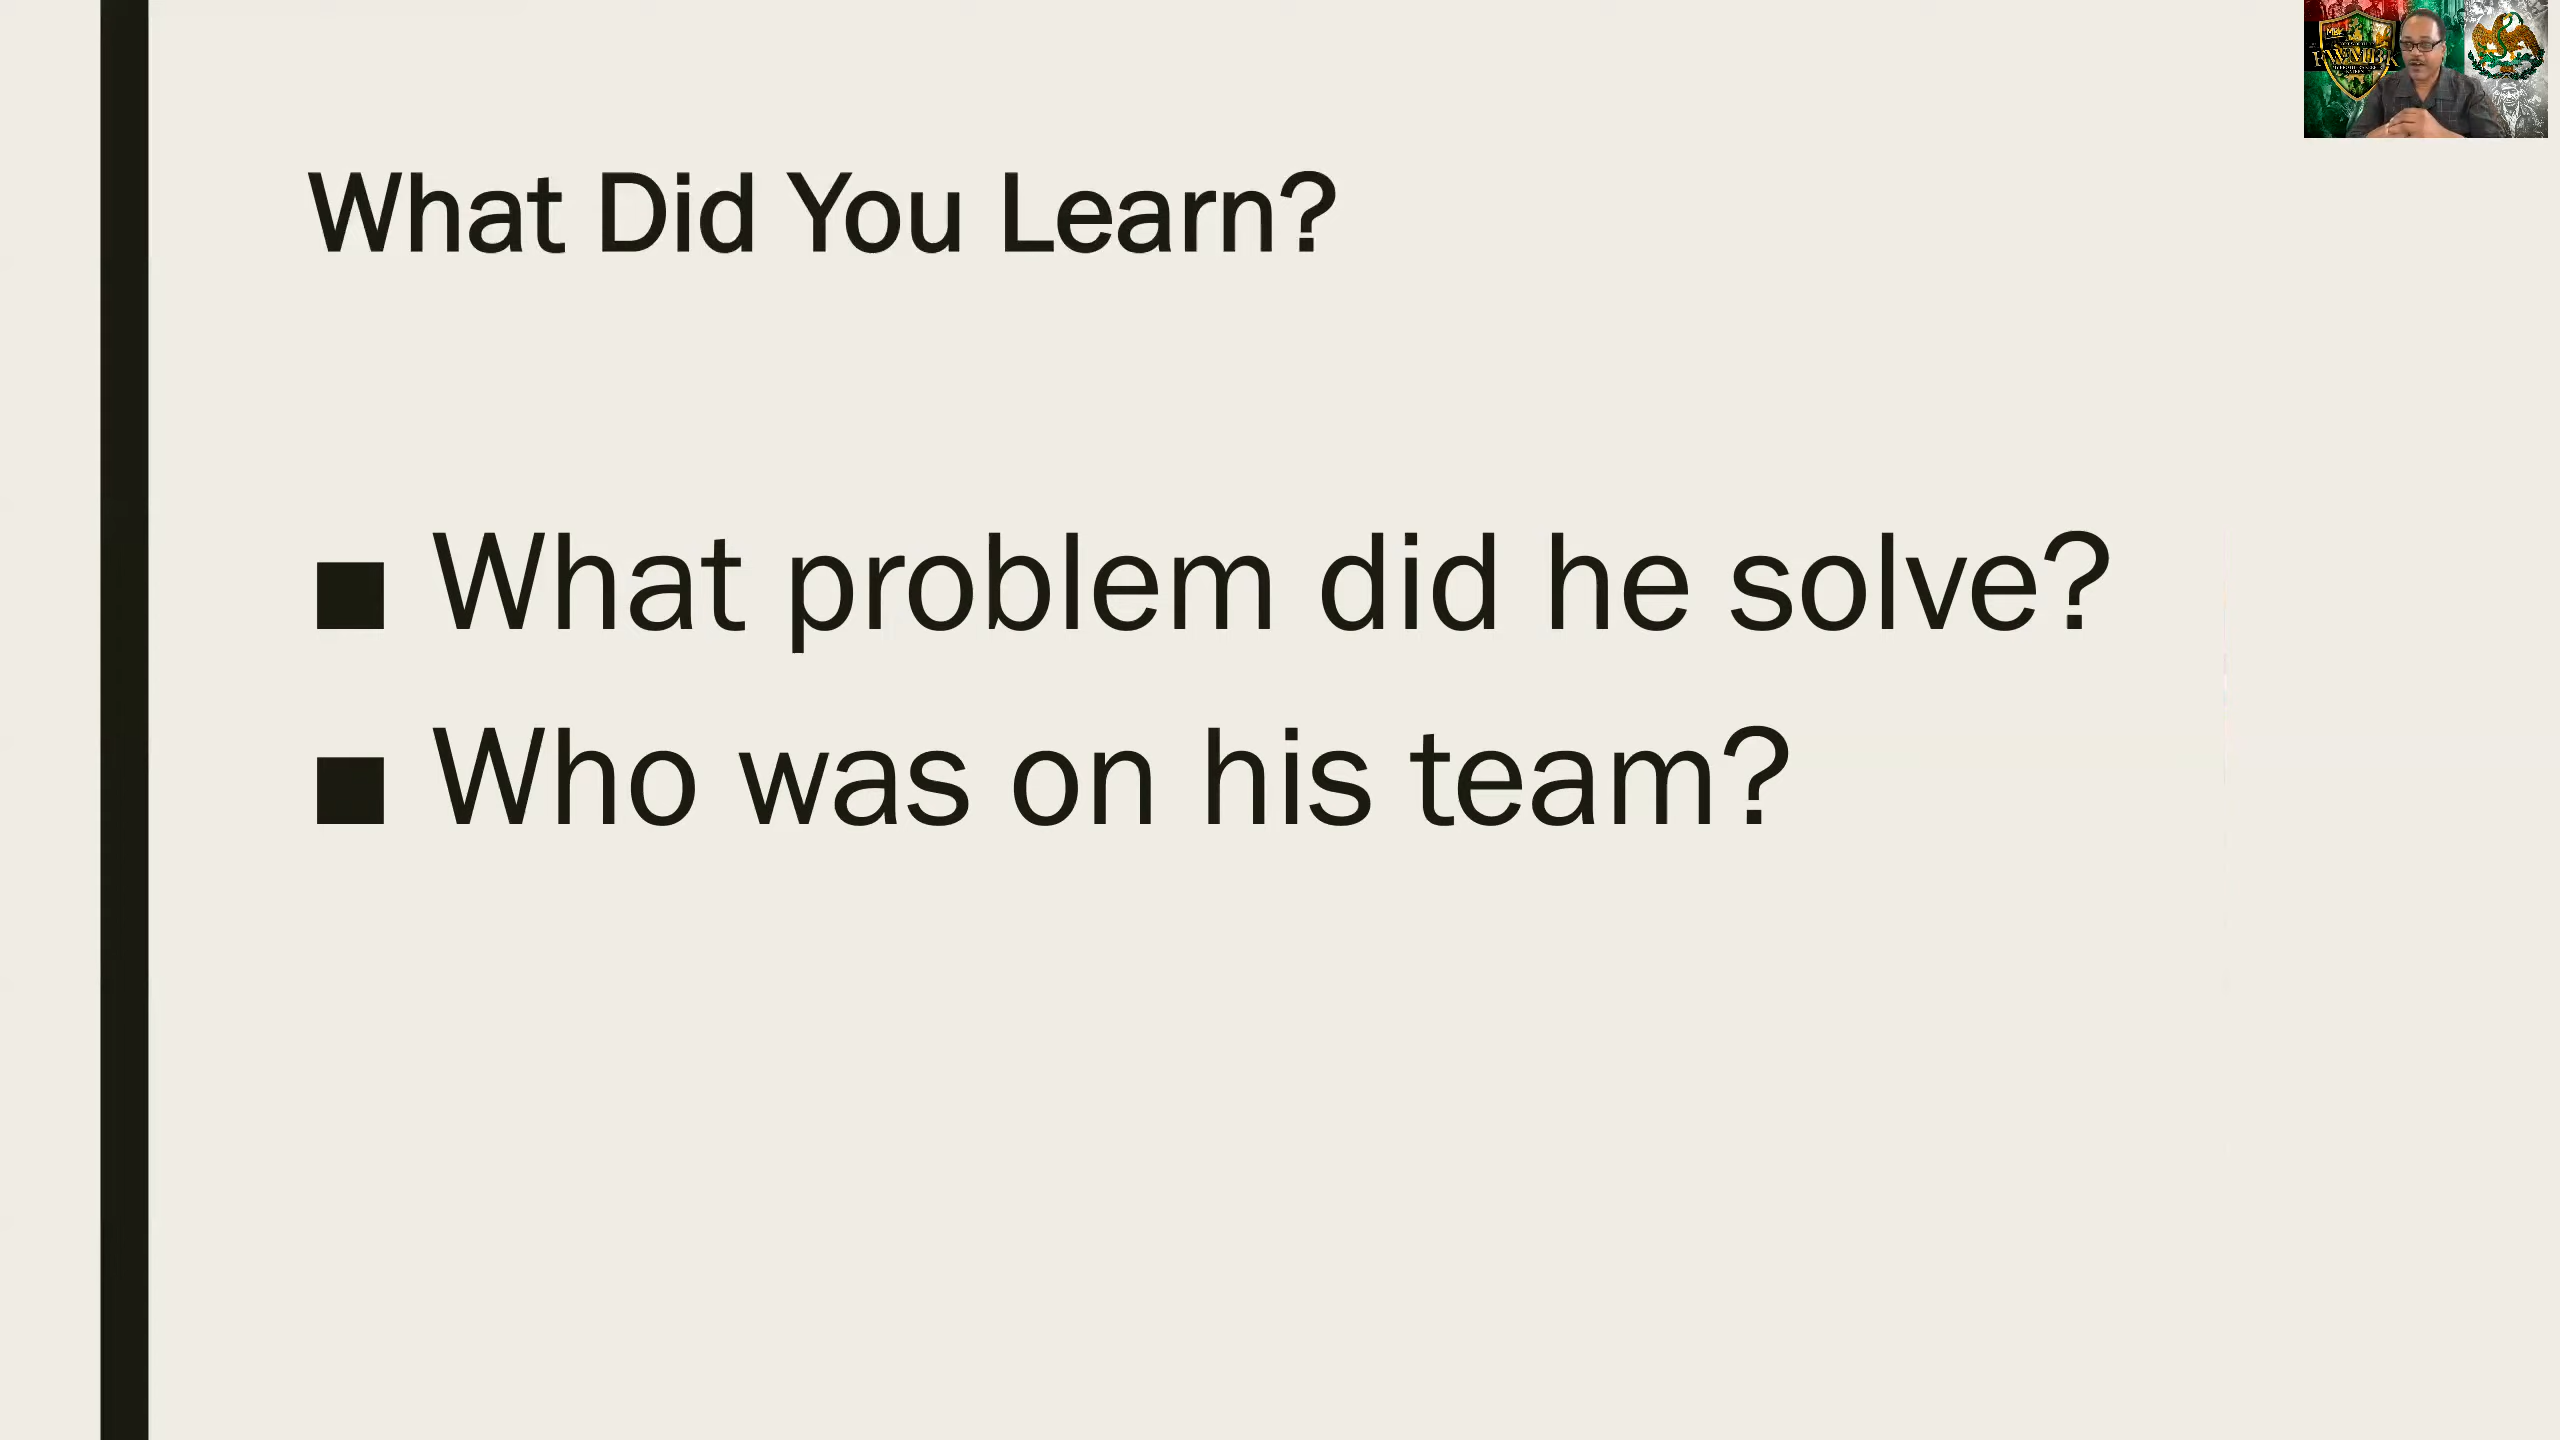 What Did You Learn?
■ What problem did he solve?
■ Who was on his team?